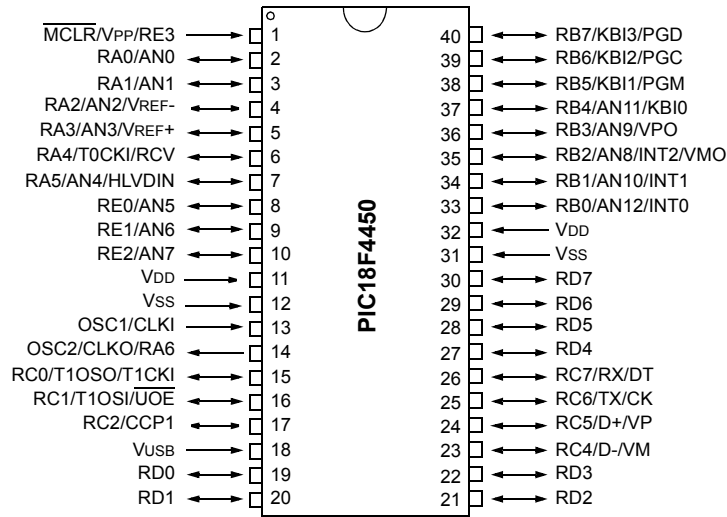 MCLR/VPP/RE3 1
RA0/AN0 2
RA1/AN1 3
RA2/AN2/VREF- 4
RA3/AN3/VREF+ 5
RA4/T0CKI/RCV 6
RA5/AN4/HLVDIN 7
RE0/AN5 8
RE1/AN6 9
RE2/AN7 10
VDD 11
VSS 12
OSC1/CLKI 13
OSC2/CLKO/RA6 14
RC0/T1OSO/T1CKI 15
RC1/T1OSI/UOE 16
RC2/CCP1 17
VUSB 18
RD0 19
RD1 20
PIC18F4450
40 RB7/KBI3/PGD
39 RB6/KBI2/PGC
38 RB5/KBI1/PGM
37 RB4/AN11/KBI0
36 RB3/AN9/VPO
35 RB2/AN8/INT2/VMO
34 RB1/AN10/INT1
33 RB0/AN12/INT0
32 VDD
31 VSS
30 RD7
29 RD6
28 RD5
27 RD4
26 RC7/RX/DT
25 RC6/TX/CK
24 RC5/D+/VP
23 RC4/D-/VM
22 RD3
21 RD2